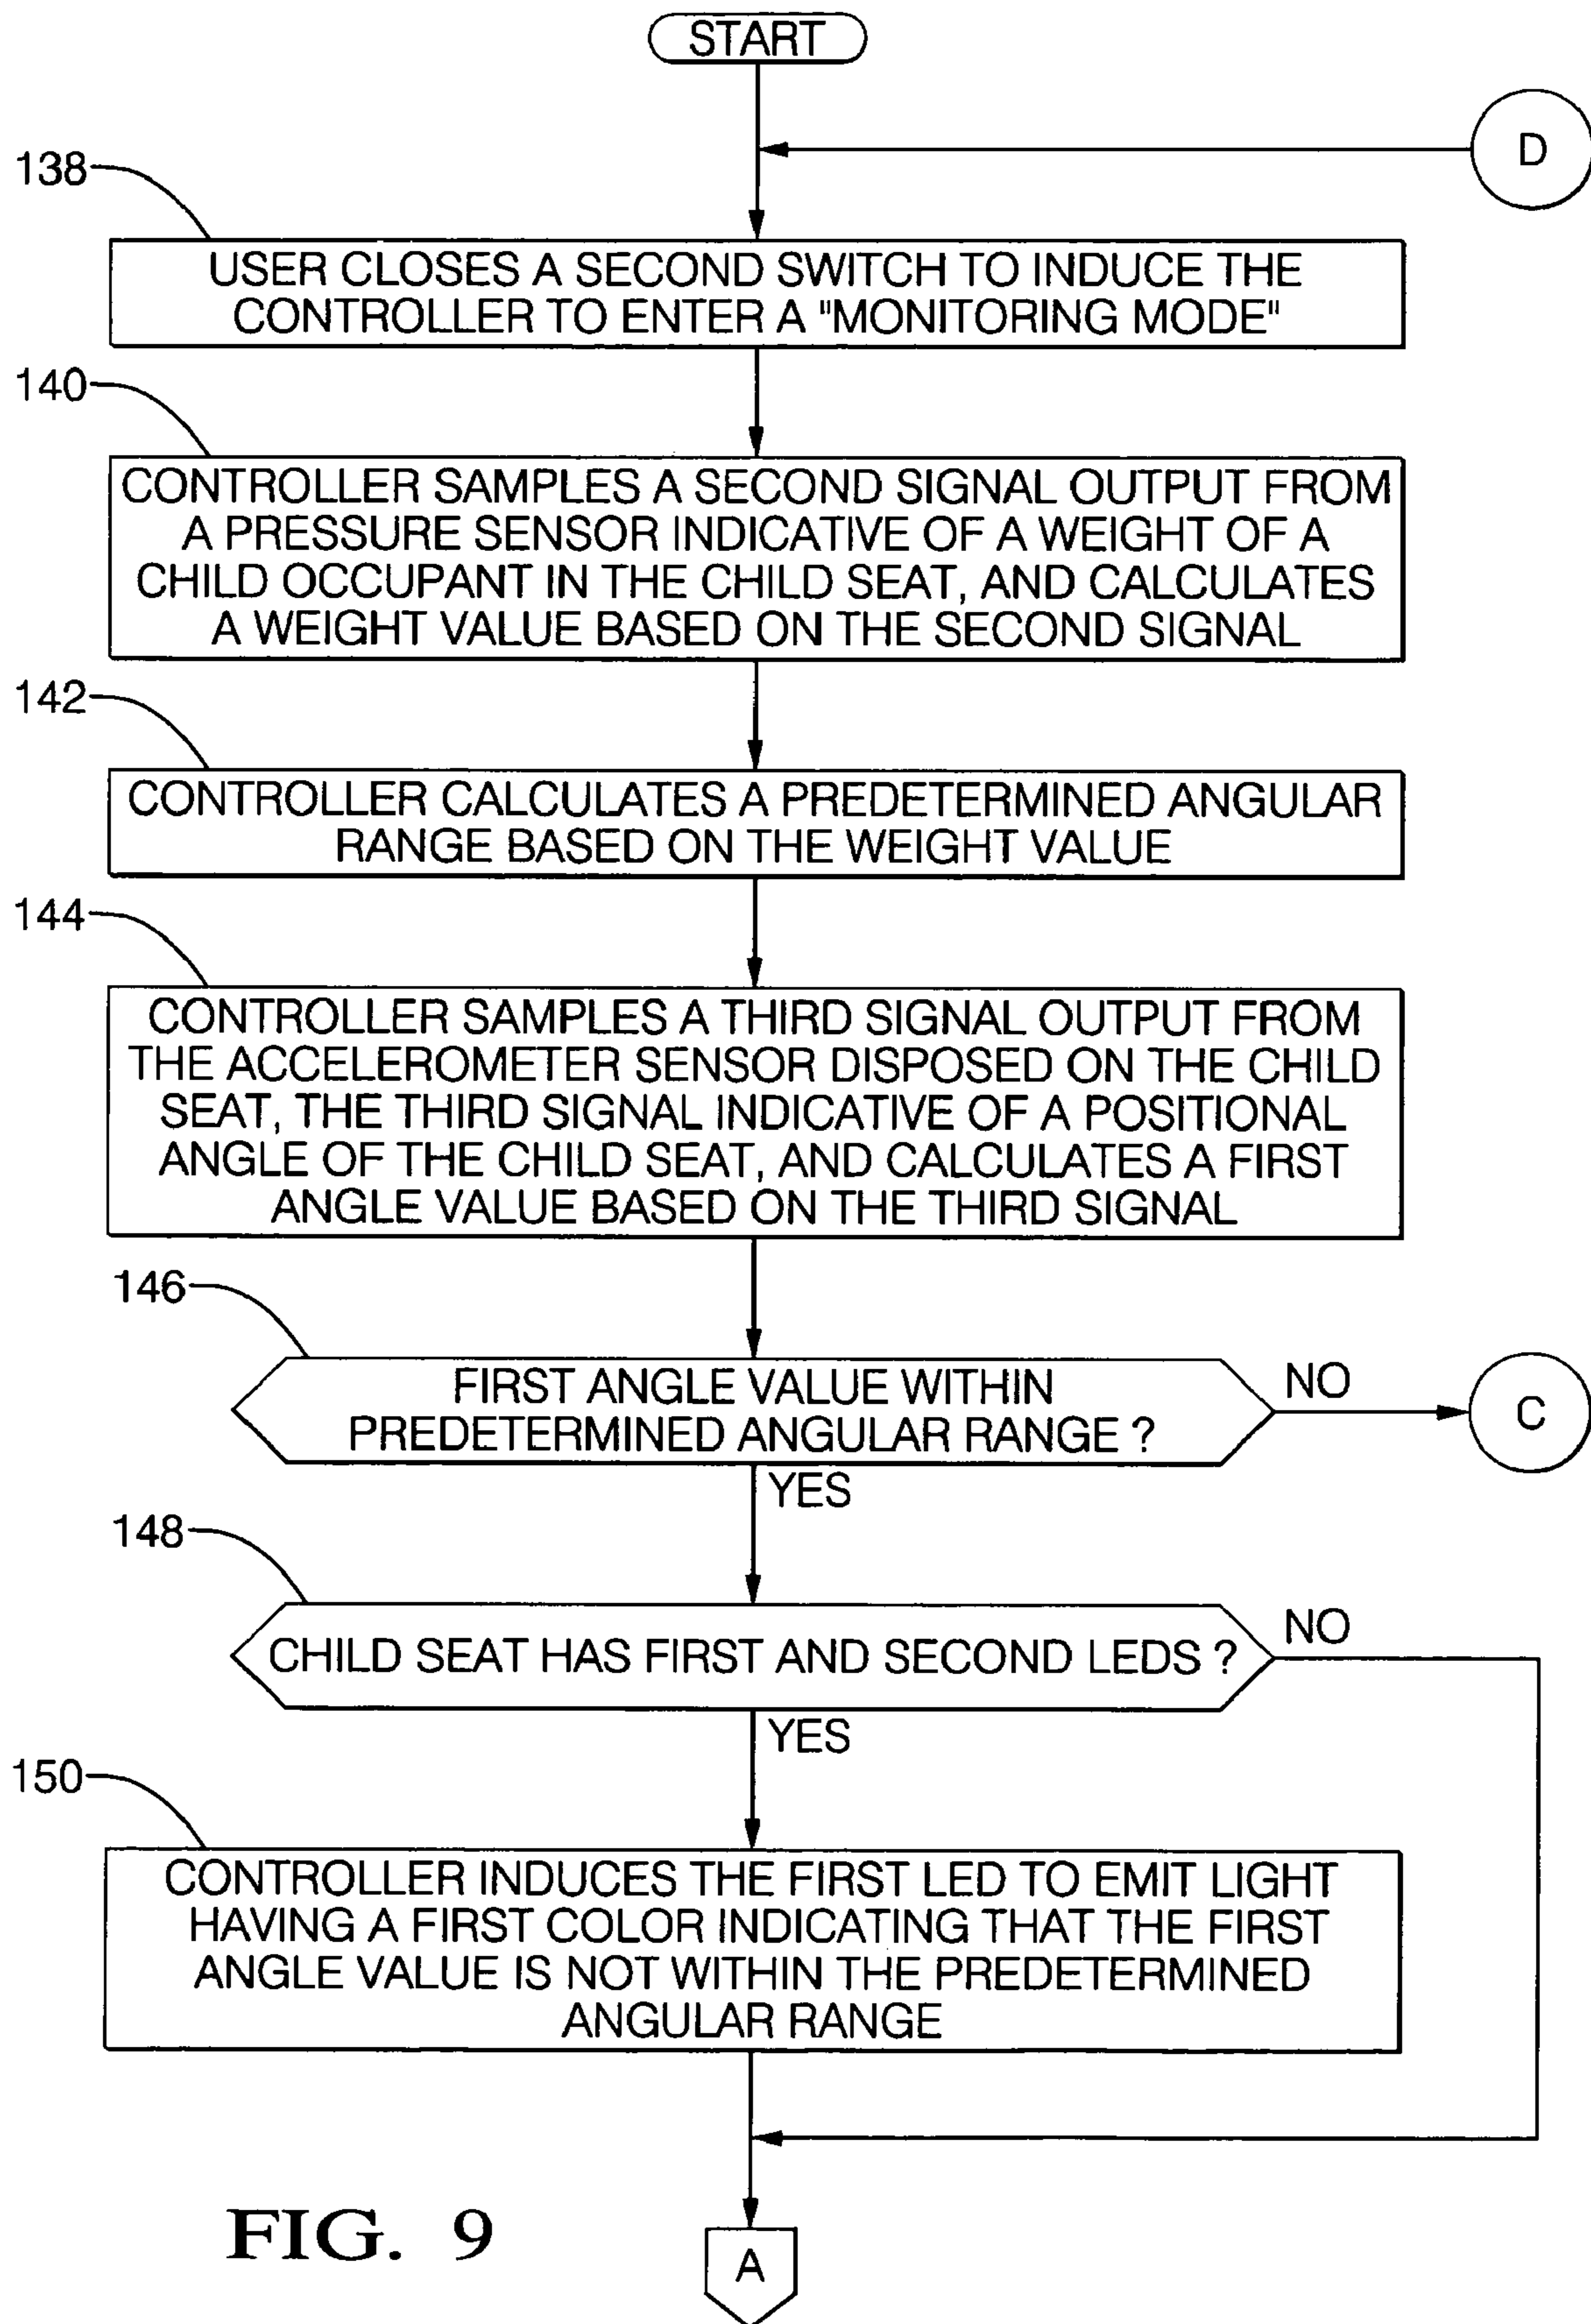 START
D
138
USER CLOSES A SECOND SWITCH TO INDUCE THE
CONTROLLER TO ENTER A "MONITORING MODE"
140
CONTROLLER SAMPLES A SECOND SIGNAL OUTPUT FROM
A PRESSURE SENSOR INDICATIVE OF A WEIGHT OF A
CHILD OCCUPANT IN THE CHILD SEAT, AND CALCULATES
A WEIGHT VALUE BASED ON THE SECOND SIGNAL
142
CONTROLLER CALCULATES A PREDETERMINED ANGULAR
RANGE BASED ON THE WEIGHT VALUE
144
CONTROLLER SAMPLES A THIRD SIGNAL OUTPUT FROM
THE ACCELEROMETER SENSOR DISPOSED ON THE CHILD
SEAT, THE THIRD SIGNAL INDICATIVE OF A POSITIONAL
ANGLE OF THE CHILD SEAT, AND CALCULATES A FIRST
ANGLE VALUE BASED ON THE THIRD SIGNAL
146
FIRST ANGLE VALUE WITHIN
PREDETERMINED ANGULAR RANGE ?
NO
C
YES
148
CHILD SEAT HAS FIRST AND SECOND LEDS ?
NO
YES
150
CONTROLLER INDUCES THE FIRST LED TO EMIT LIGHT
HAVING A FIRST COLOR INDICATING THAT THE FIRST
ANGLE VALUE IS NOT WITHIN THE PREDETERMINED
ANGULAR RANGE
FIG. 9
A